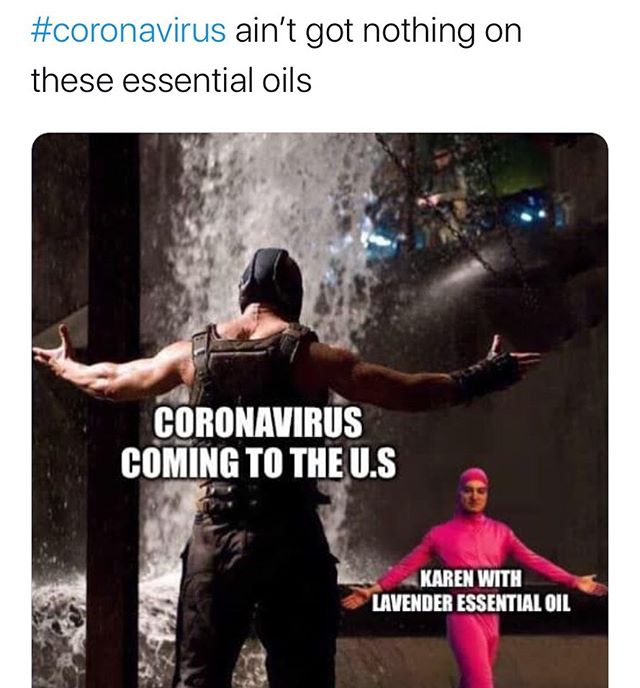 #coronavirus ain’t got nothing on
these essential oils
CORONAVIRUS
COMING TO THE U.S
KAREN WITH
LAVENDER ESSENTIAL OIL